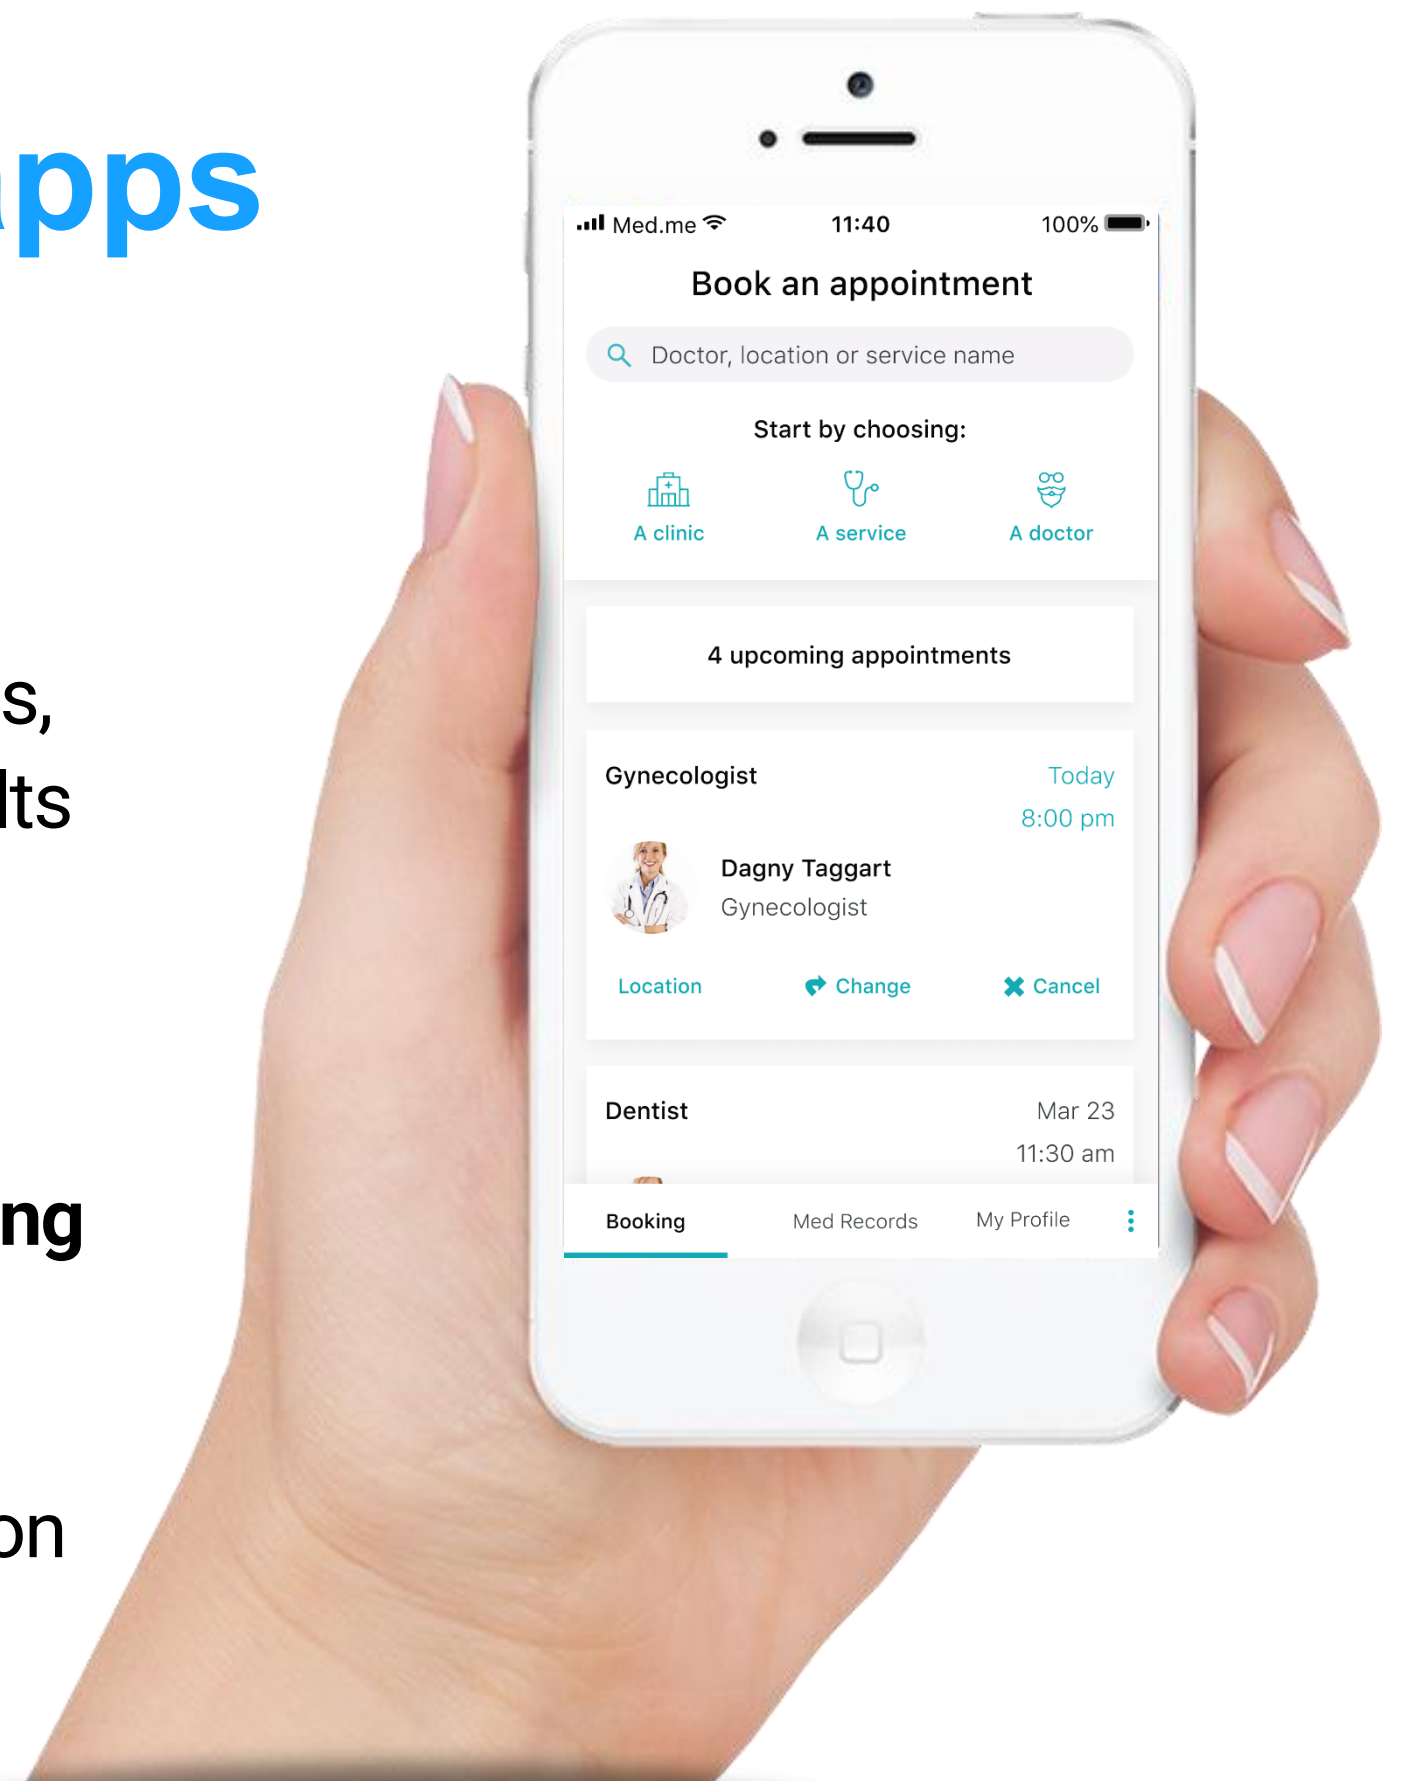 apps
s,
lts
ng
on
Med.me 11:40 100%
Book an appointment
Doctor, location or service name
Start by choosing:
A clinic A service A doctor
4 upcoming appointments
Gynecologist Today
8:00 pm
Dagny Taggart
Gynecologist
Location Change Cancel
Dentist Mar 23
11:30 am
Booking Med Records My Profile